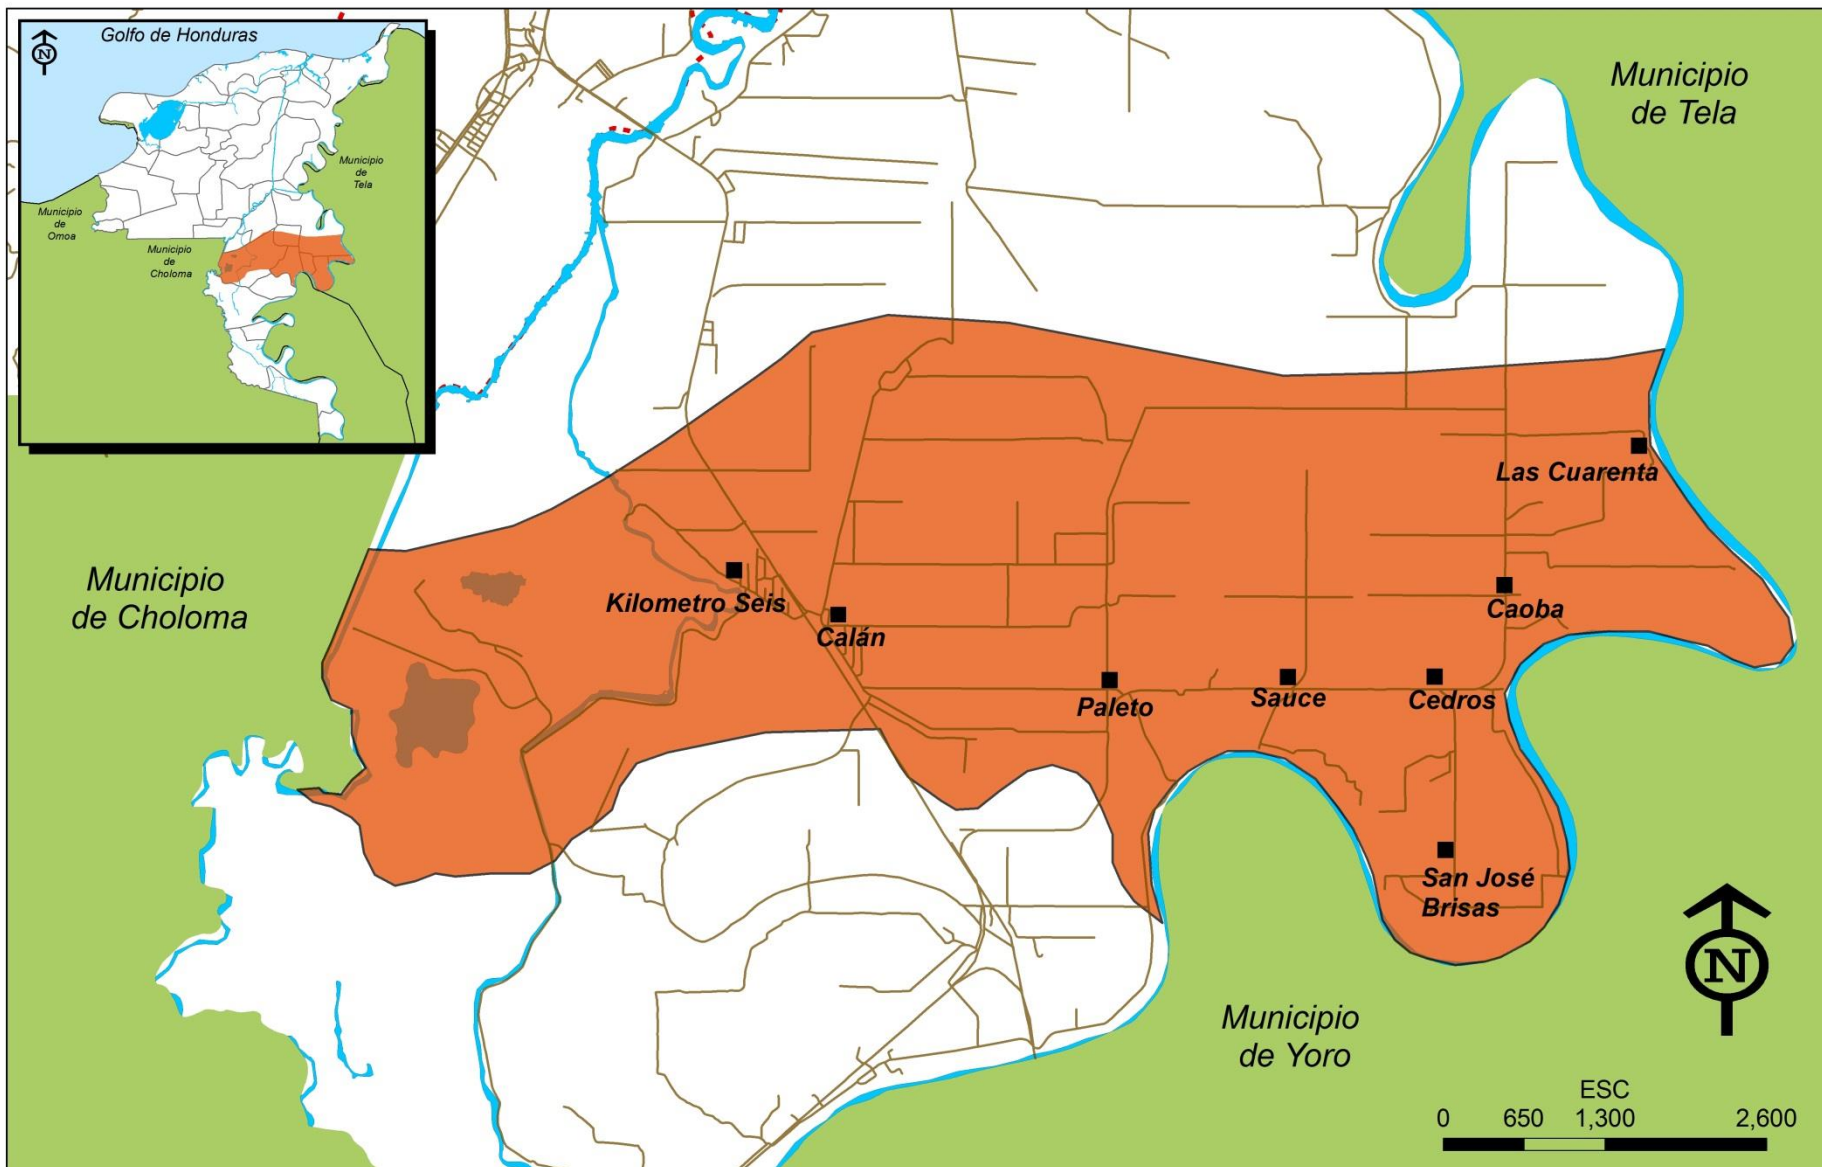 Golfo de Honduras
N
Municipio
de
Tela
Municipio
de
Omoa
Municipio
de
Choloma
Municipio
de Tela
Las Cuarenta
Municipio
de Choloma
Kilometro Seis
Calán
Caoba
Paleto
Sauce
Cedros
San José
Brisas
N
Municipio
de Yoro
ESC
0 650 1,300 2,600